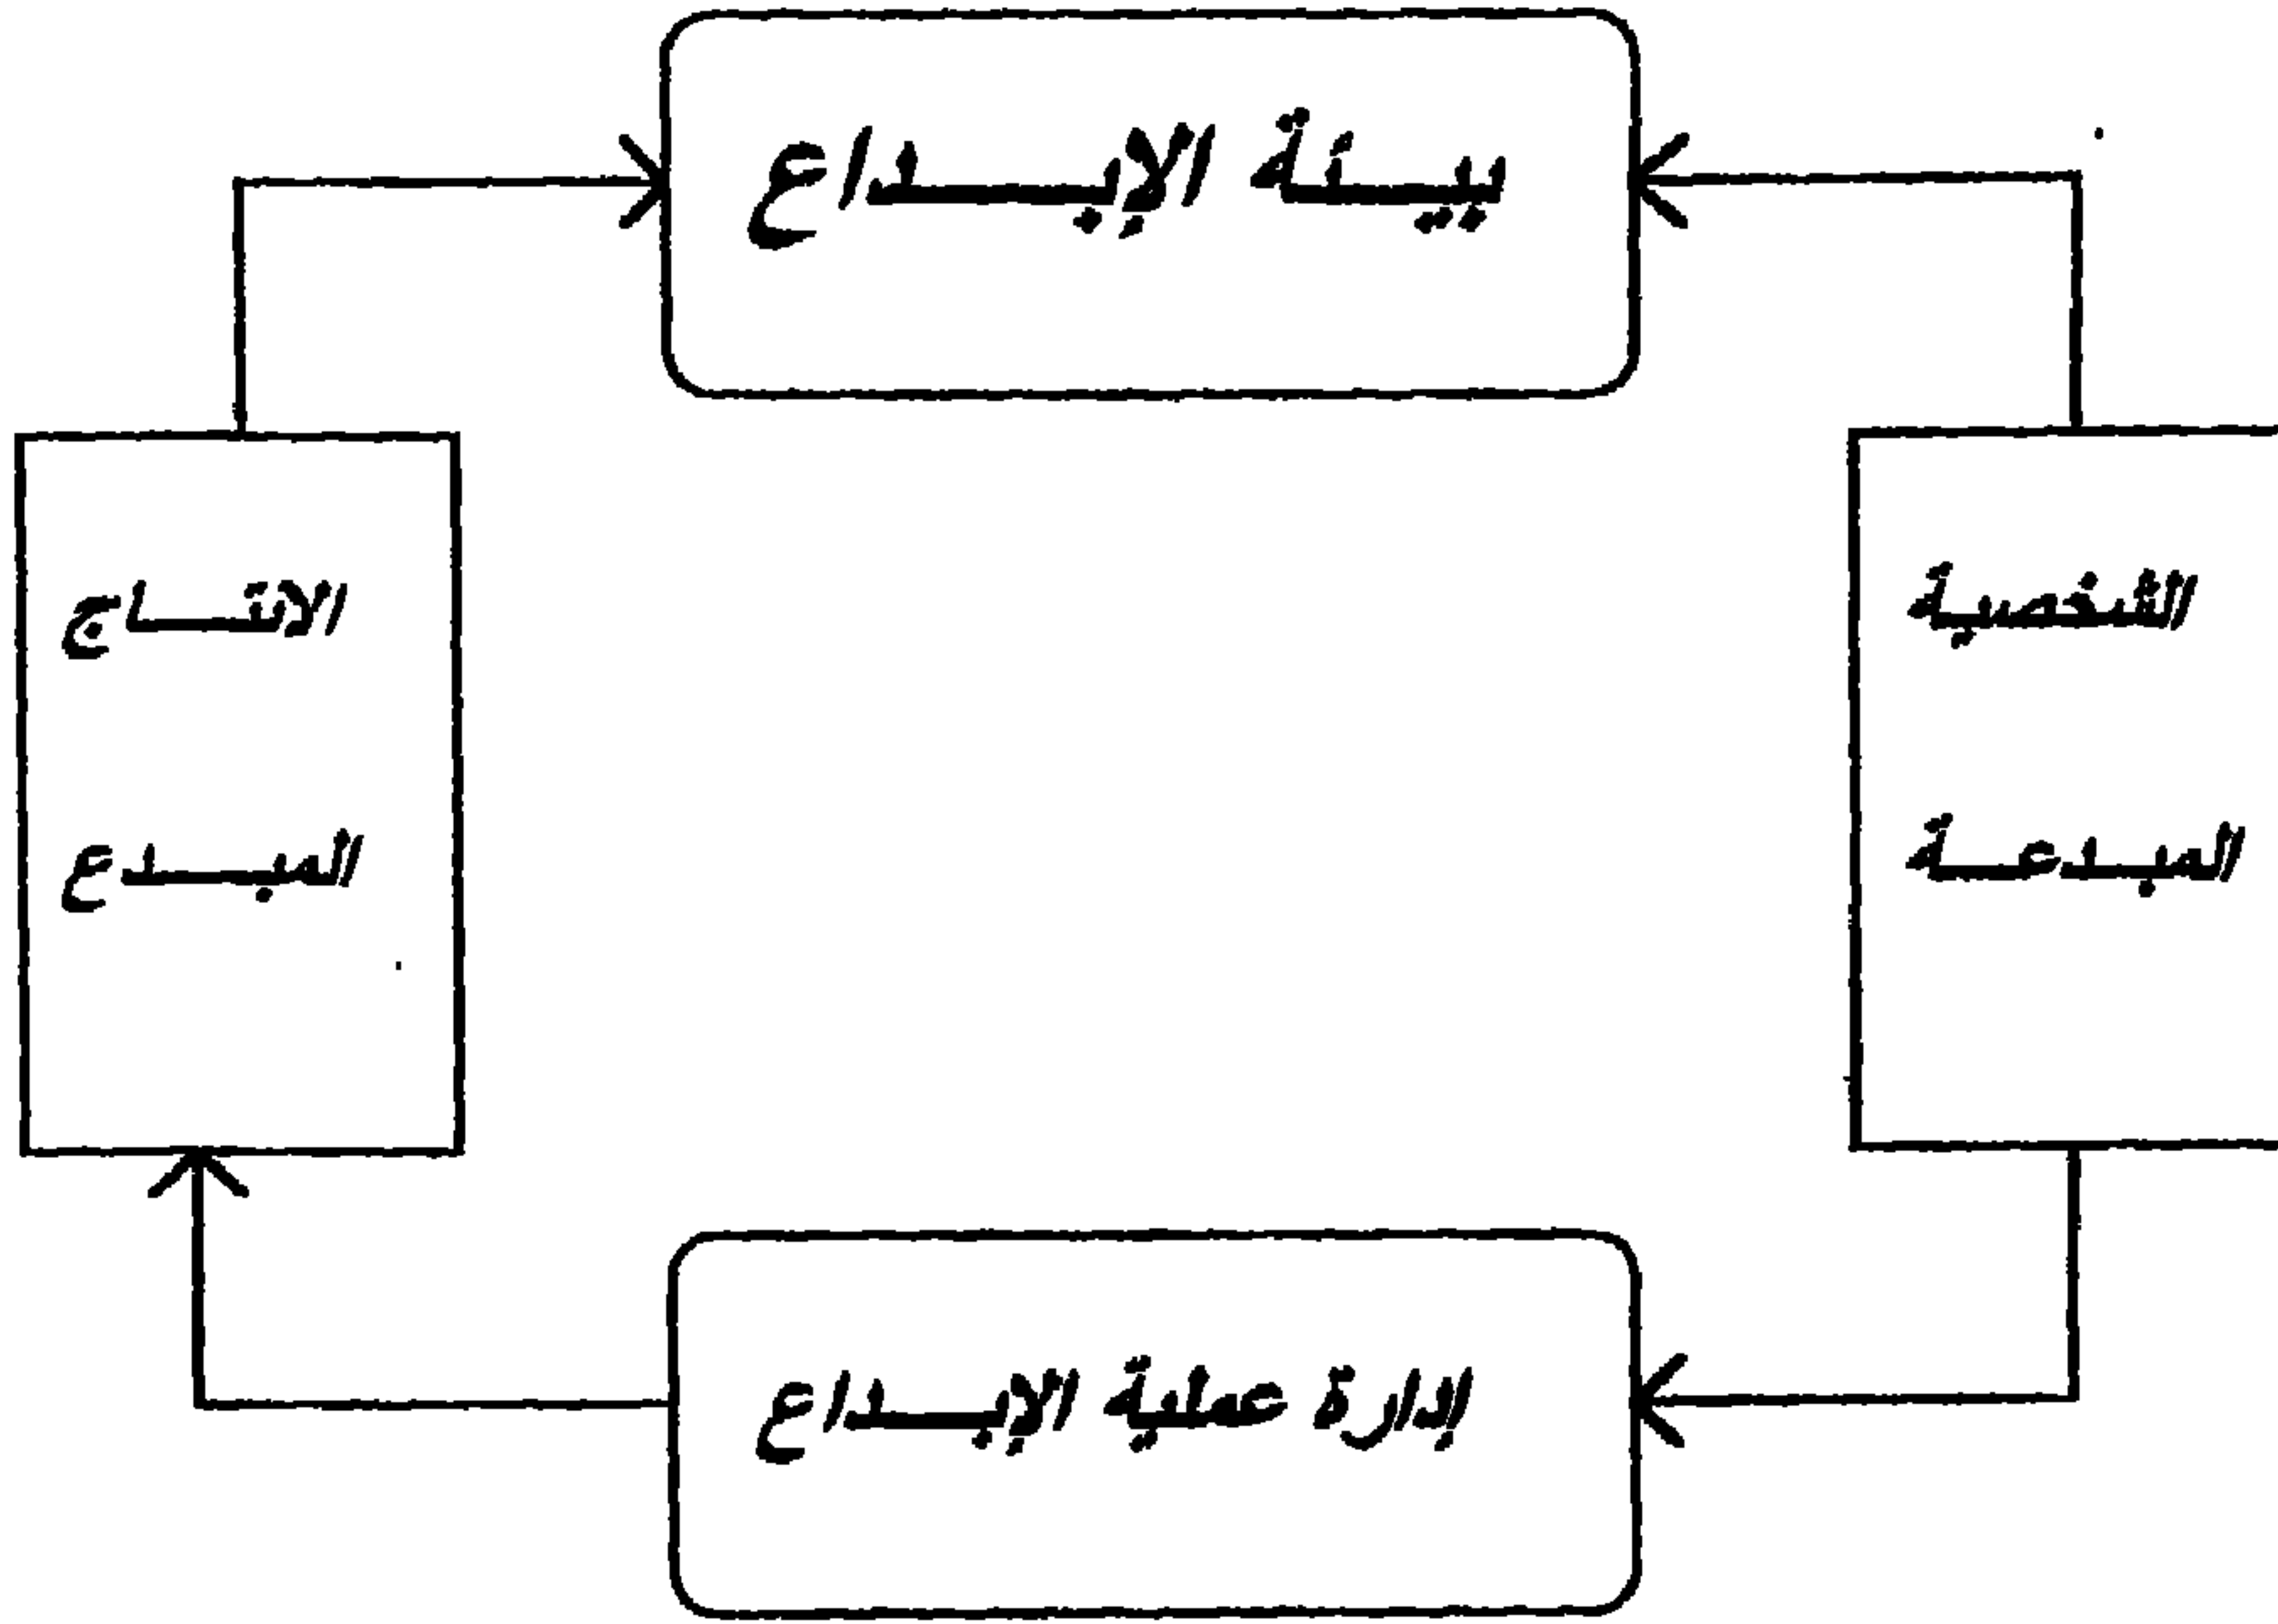 بيئة الإبداع
الشخصية
المبدعة
الانتاج
المبدع
إدارة عملية الإبداع